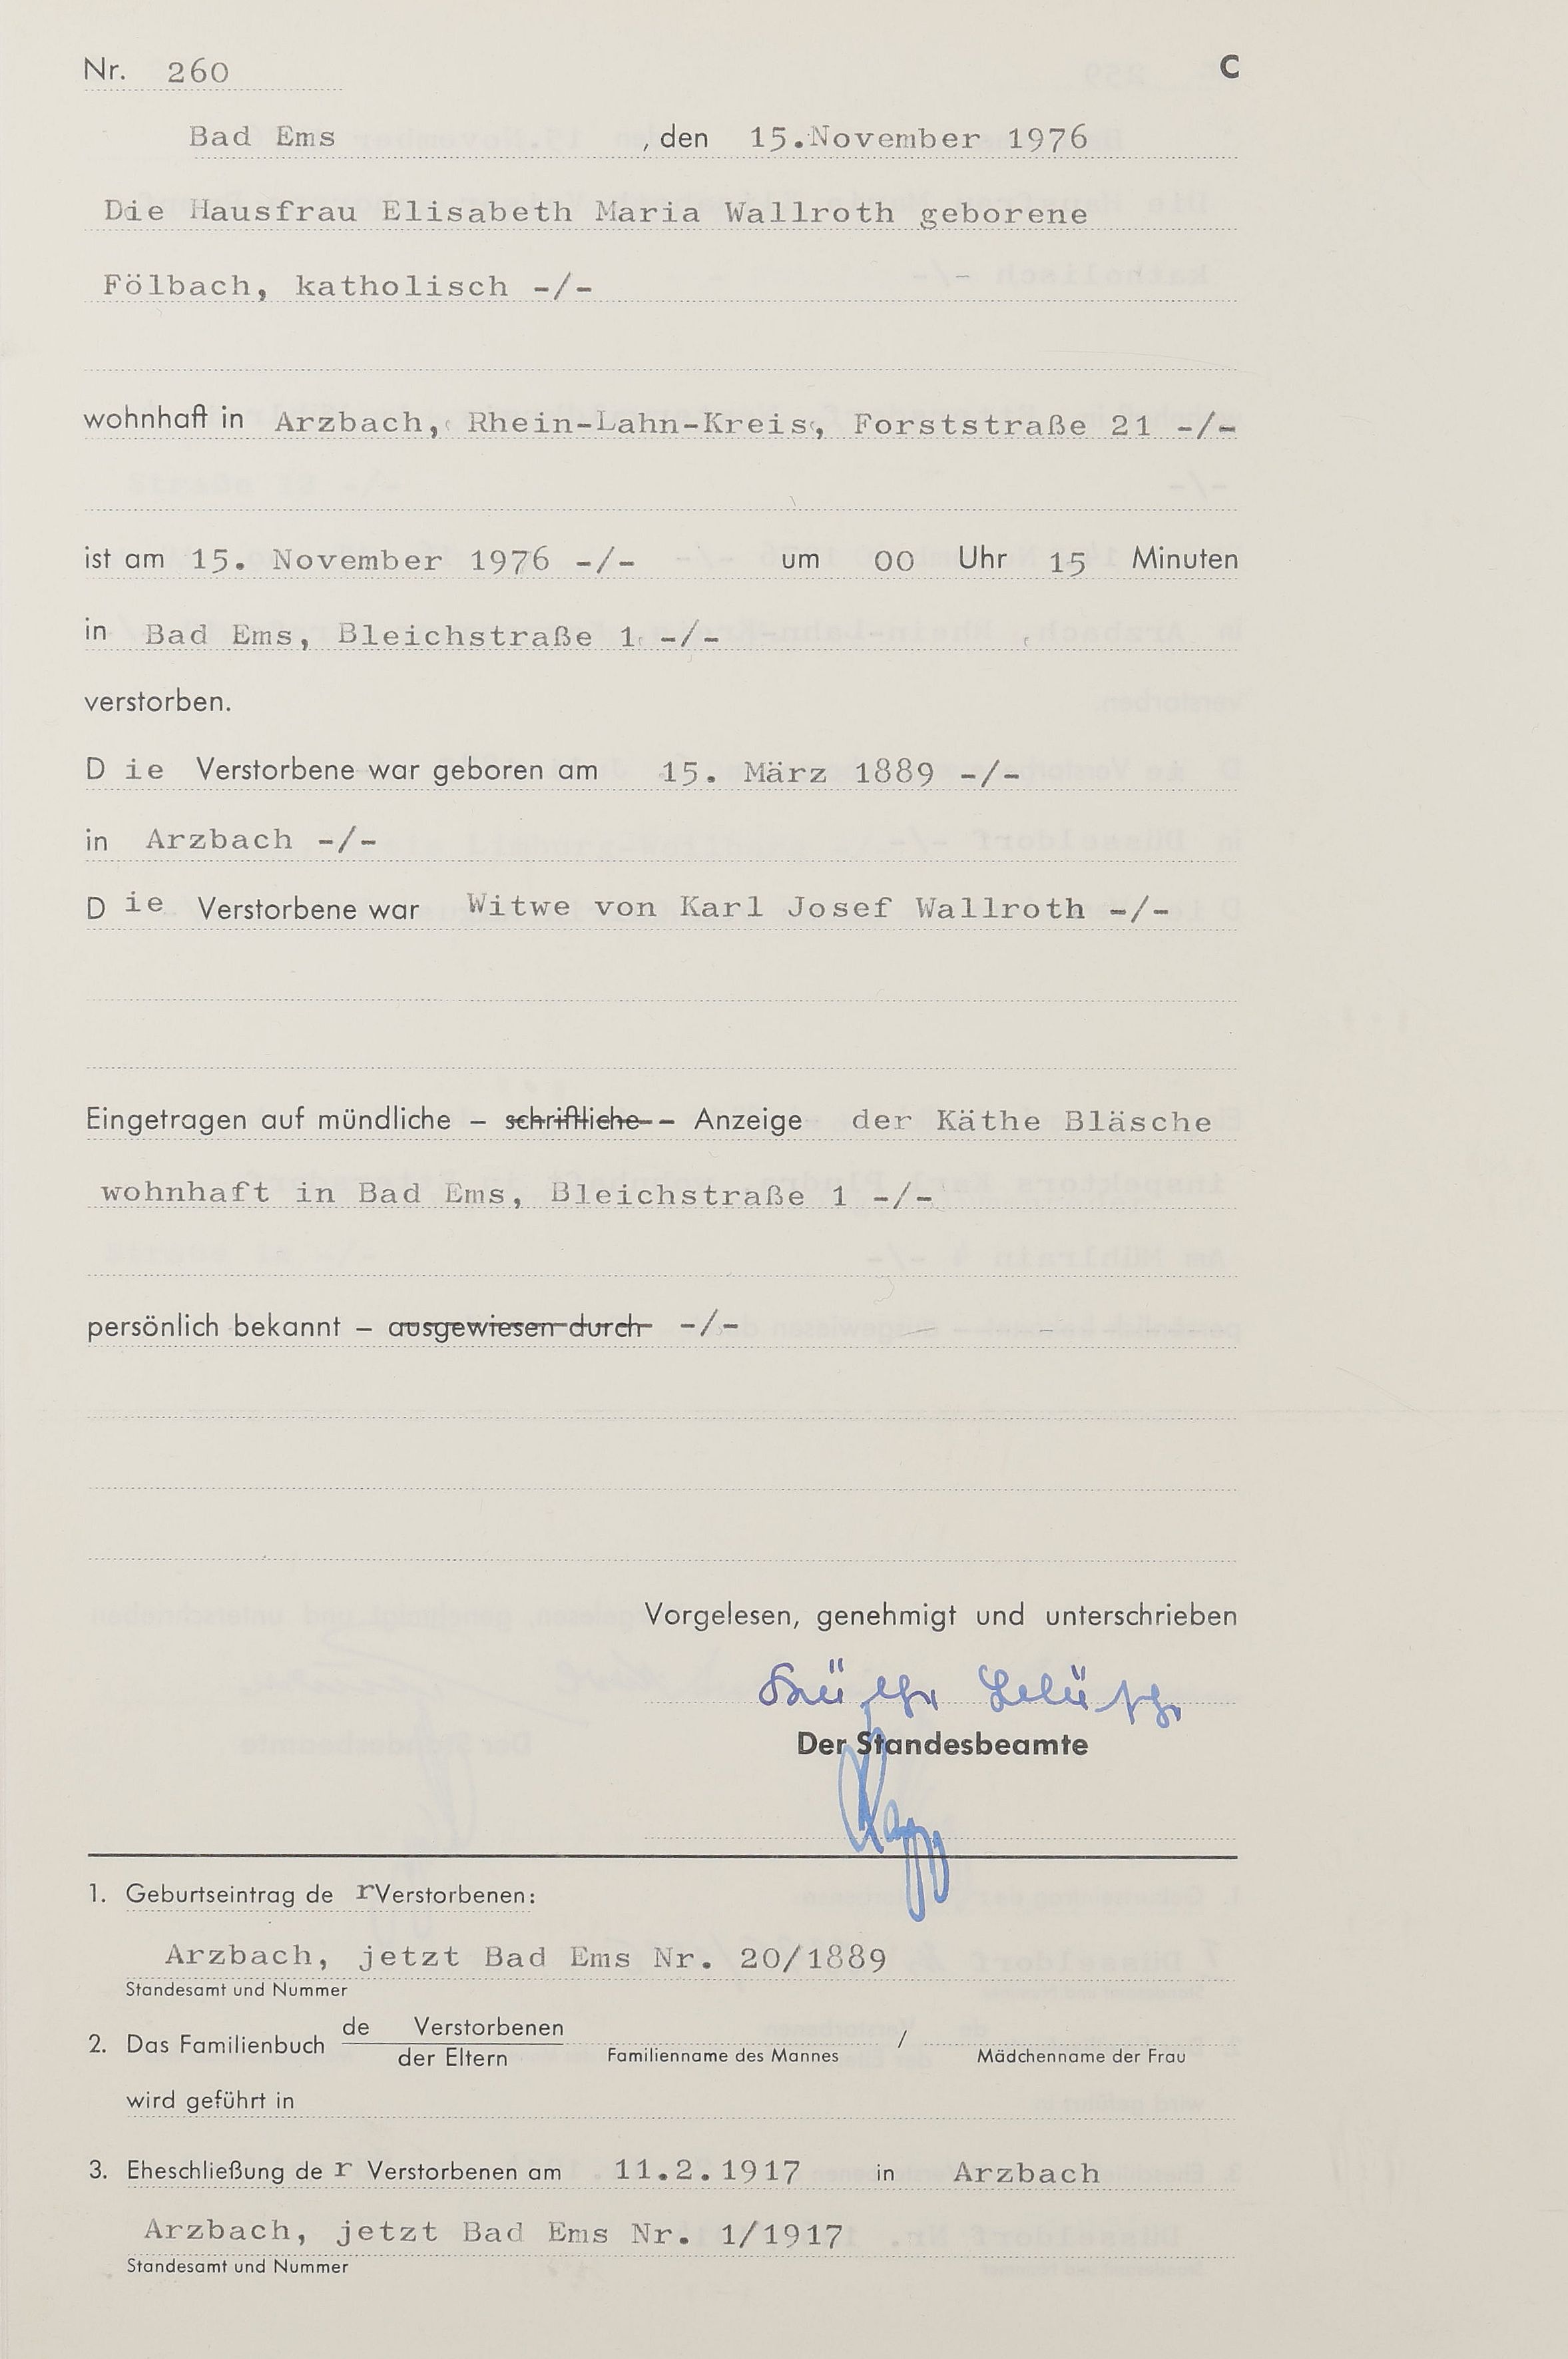 Nr. 260 C
Bad Ems , den 15.November 1976
Die Hausfrau Elisabeth Maria Wallroth geborene
Fölbach, katholisch -/-
wohnhaft in Arzbach, Rhein-Lahn-Kreis, Forststraße 21 -/-
ist am 15. November 1976 -/- um 00 Uhr 15 Minuten
in Bad Ems, Bleichstraße 1 -/-
verstorben.
D ie Verstorbene war geboren am 15. März 1889 -/-
in Arzbach -/-
D ie Verstorbene war Witwe von Karl Josef Wallroth -/-
Eingetragen auf mündliche – schriftliche – Anzeige der Käthe Bläsche
wohnhaft in Bad Ems, Bleichstraße 1 -/-
persönlich bekannt – ausgewiesen durch -/-
Vorgelesen, genehmigt und unterschrieben
Käthe Bläsche
Der Standesbeamte
1. Geburtseintrag de r Verstorbenen:
Arzbach, jetzt Bad Ems Nr. 20/1889
Standesamt und Nummer
2. Das Familienbuch de Verstorbenen /
der Eltern Familienname des Mannes Mädchenname der Frau
wird geführt in
3. Eheschließung de r Verstorbenen am 11.2.1917 in Arzbach
Arzbach, jetzt Bad Ems Nr. 1/1917
Standesamt und Nummer